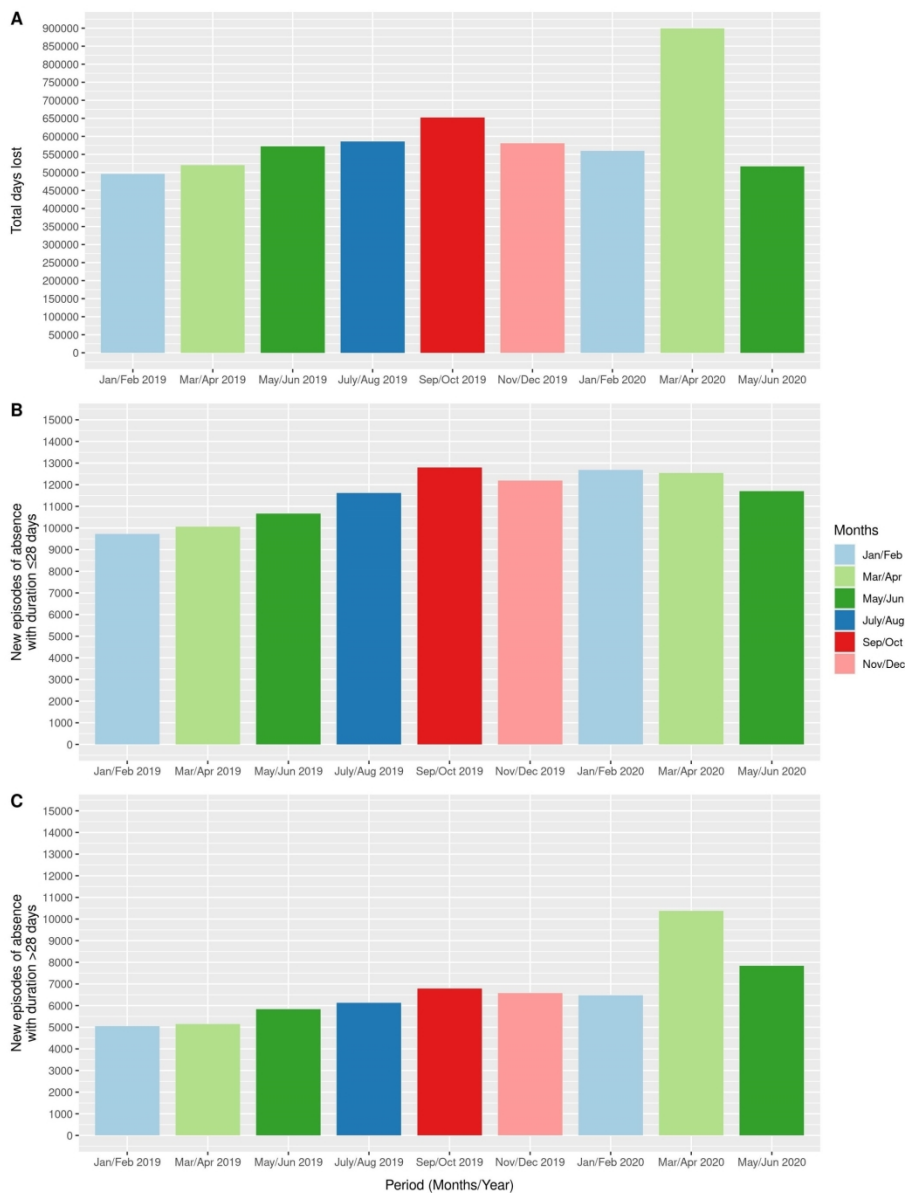 A
Total days lost
900000
850000
800000
750000
700000
650000
600000
550000
500000
450000
400000
350000
300000
250000
200000
150000
100000
50000
0
Jan/Feb 2019 Mar/Apr 2019 May/Jun 2019 July/Aug 2019 Sep/Oct 2019 Nov/Dec 2019 Jan/Feb 2020 Mar/Apr 2020 May/Jun 2020
B
New episodes of absence
with duration ≤28 days
15000
14000
13000
12000
11000
10000
9000
8000
7000
6000
5000
4000
3000
2000
1000
0
Jan/Feb 2019 Mar/Apr 2019 May/Jun 2019 July/Aug 2019 Sep/Oct 2019 Nov/Dec 2019 Jan/Feb 2020 Mar/Apr 2020 May/Jun 2020
Months
Jan/Feb
Mar/Apr
May/Jun
July/Aug
Sep/Oct
Nov/Dec
C
New episodes of absence
with duration >28 days
15000
14000
13000
12000
11000
10000
9000
8000
7000
6000
5000
4000
3000
2000
1000
0
Jan/Feb 2019 Mar/Apr 2019 May/Jun 2019 July/Aug 2019 Sep/Oct 2019 Nov/Dec 2019 Jan/Feb 2020 Mar/Apr 2020 May/Jun 2020
Period (Months/Year)